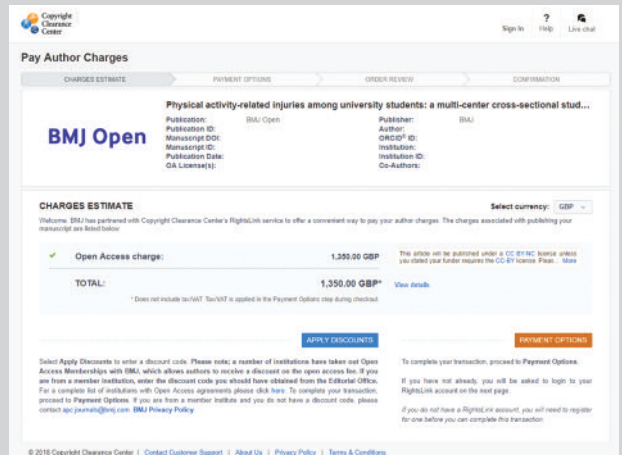 Copyright
Clearance
Center
Sign In
?
Help
Live chat
Pay Author Charges
CHARGES ESTIMATE
PAYMENT OPTIONS
ORDER REVIEW
CONFIRMATION
BMJ Open
Physical activity-related injuries among university students: a multi-center cross-sectional stud...
Publication: BMJ Open
Publication ID:
Manuscript DOI:
Manuscript ID:
Publication Date:
OA License(s):
Publisher: BMJ
Author:
ORCID® ID:
Institution:
Institution ID:
Co-Authors:
CHARGES ESTIMATE
Select currency: GBP
Welcome. BMJ has partnered with Copyright Clearance Center's RightsLink service to offer a convenient way to pay your author charges. The charges associated with publishing your
manuscript are listed below
Open Access charge: 1,350.00 GBP
This article will be published under a CC BY-NC license unless
you stated your funder requires the CC-BY license. Pleas... More
TOTAL: 1,350.00 GBP*
View details
* Does not include tax/VAT. Tax/VAT is applied in the Payment Options step during checkout.
APPLY DISCOUNTS
Select Apply Discounts to enter a discount code. Please note; a number of institutions have taken out Open
Access Memberships with BMJ, which allows authors to receive a discount on the open access fee. If you
are from a member institution, enter the discount code you should have obtained from the Editorial Office.
For a complete list of institutions with Open Access agreements please click here. To complete your transaction,
proceed to Payment Options. If you are from a member institute and you do not have a discount code, please
contact apc.journals@bmj.com. BMJ Privacy Policy
PAYMENT OPTIONS
To complete your transaction, proceed to Payment Options.
If you have not already, you will be asked to login to your
RightsLink account on the next page.
If you do not have a RightsLink account, you will need to register
for one before you can complete this transaction.
© 2016 Copyright Clearance Center | Contact Customer Support | About Us | Privacy Policy | Terms & Conditions